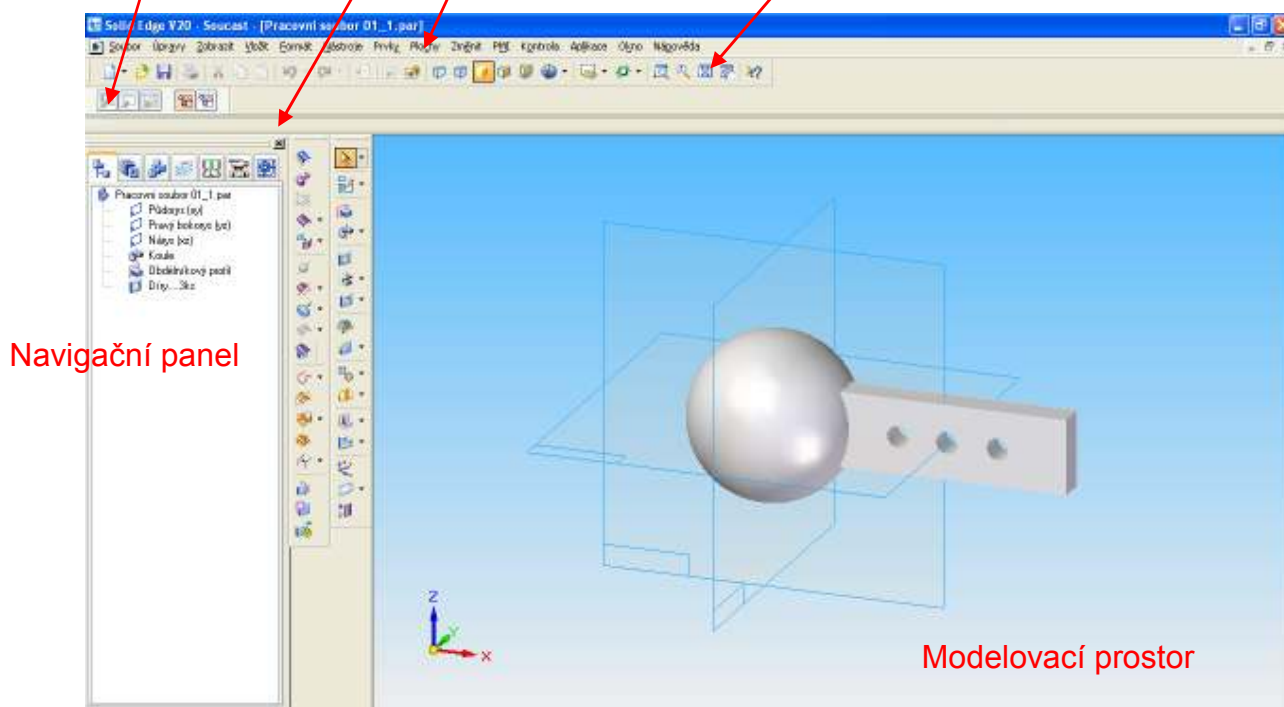 Solid Edge V20 - Soucast - [Pracovní soubor 01_1.par]
Soubor Úpravy Zobrazit Vložit Formát Nástroje Prvky Plochy Změnit PMI Kontrola Aplikace Okno Nápověda
Pracovní soubor 01_1.par
Půdorys (xy)
Pravý bokorys (yz)
Nárys (xz)
Koule
Obdélníkový profil
Díry...3ks
Navigační panel
Z
Y
X
Modelovací prostor